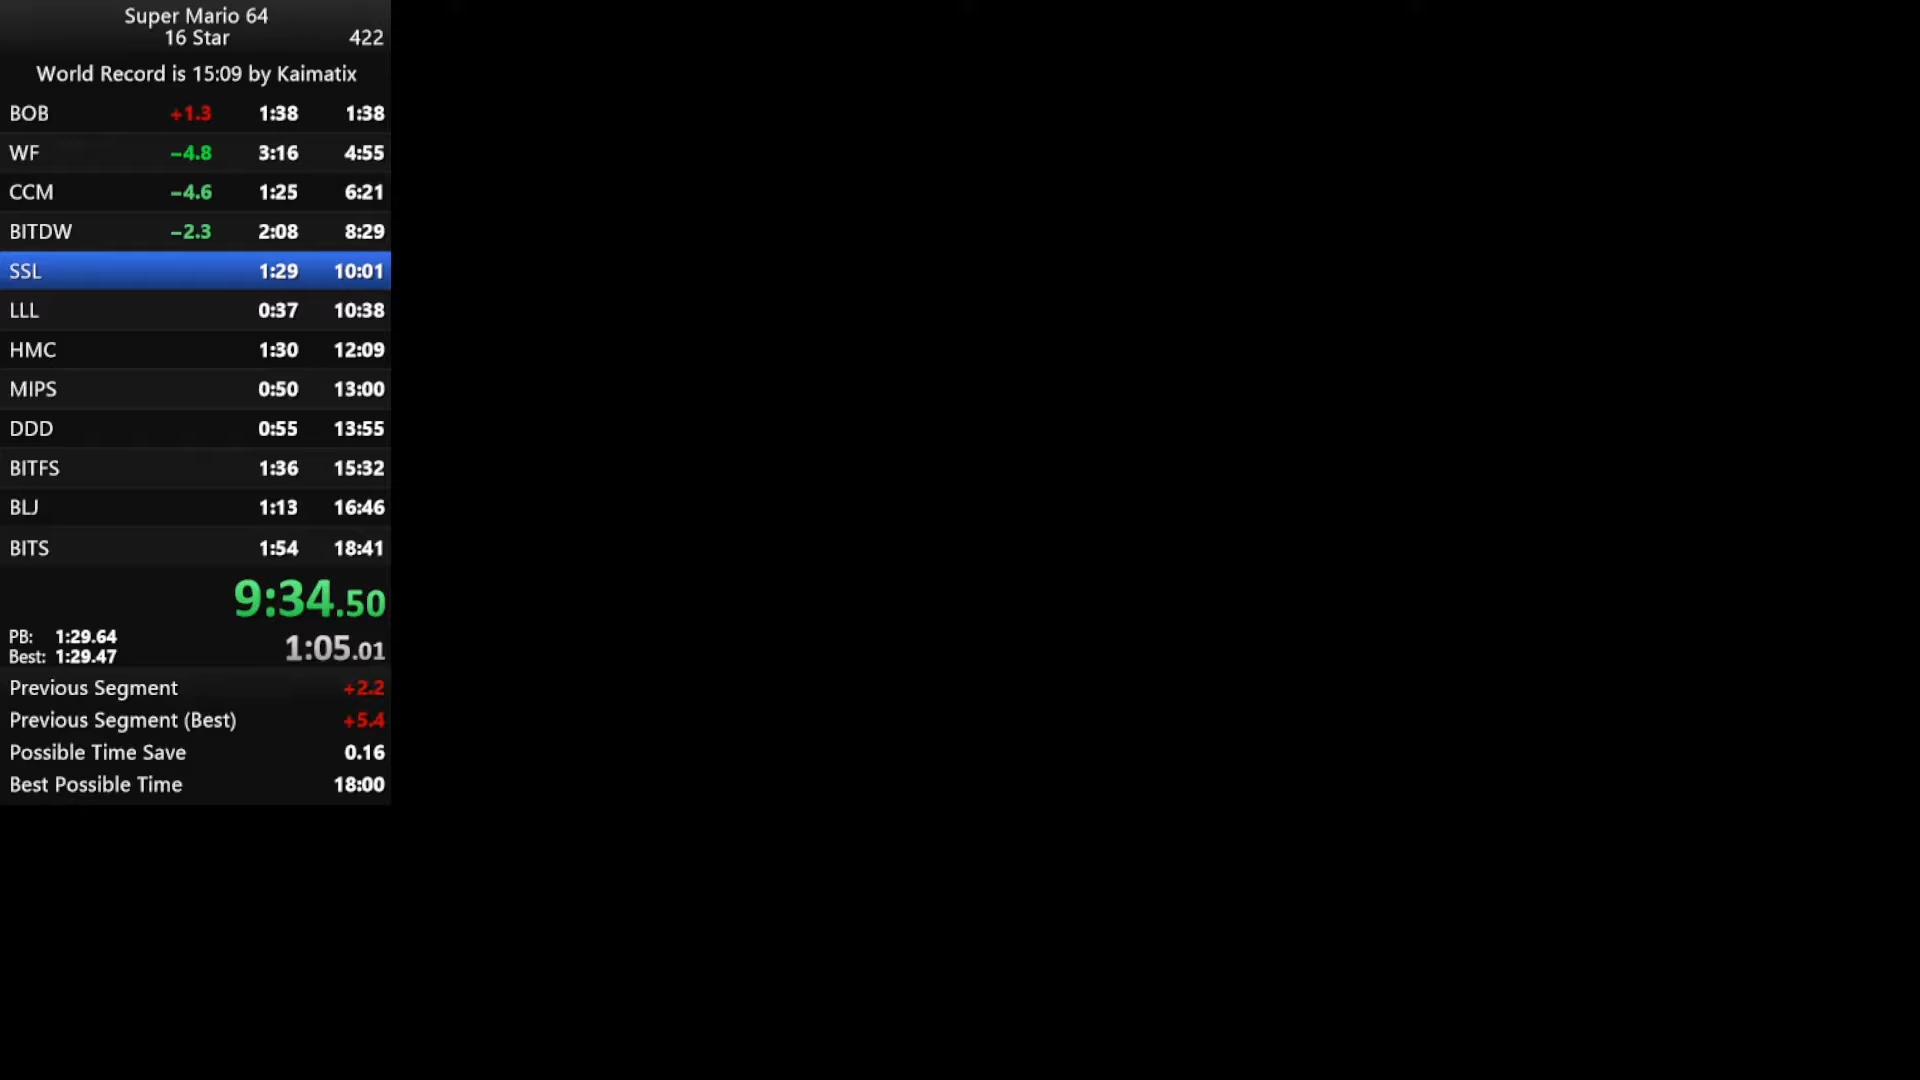 Super Mario 64
16 Star 422
World Record is 15:09 by Kaimatix
BOB +1.3 1:38 1:38
WF −4.8 3:16 4:55
CCM −4.6 1:25 6:21
BITDW −2.3 2:08 8:29
SSL 1:29 10:01
LLL 0:37 10:38
HMC 1:30 12:09
MIPS 0:50 13:00
DDD 0:55 13:55
BITFS 1:36 15:32
BLJ 1:13 16:46
BITS 1:54 18:41
9:34.50
PB: 1:29.64
Best: 1:29.47
1:05.01
Previous Segment +2.2
Previous Segment (Best) +5.4
Possible Time Save 0.16
Best Possible Time 18:00